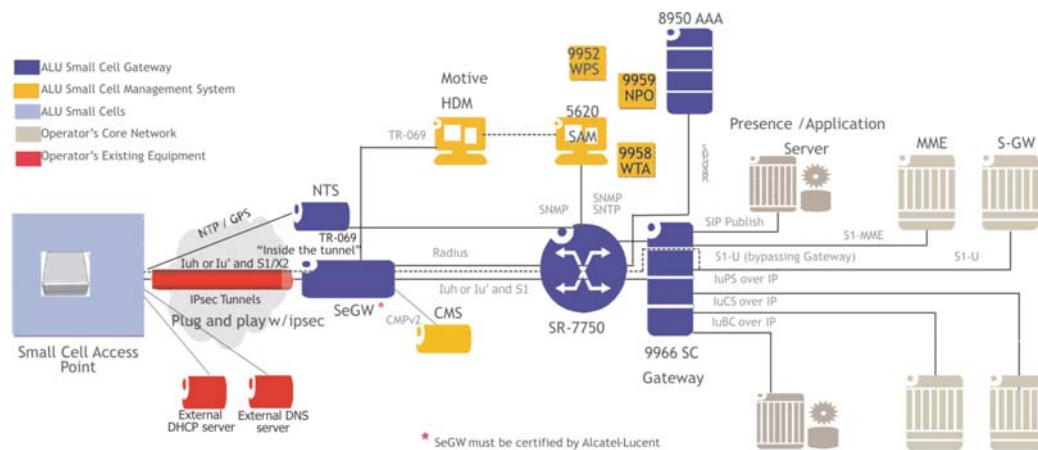 8950 AAA
9952
WPS
9959
NPO
9958
WTA
ALU Small Cell Gateway
ALU Small Cell Management System
ALU Small Cells
Operator's Core Network
Operator's Existing Equipment
Motive
HDM
TR-069
5620
SAM
Presence /Application
Server
MME
S-GW
NTS
NTP / GPS
TR-069
"Inside the tunnel"
Iuh or Iu' and S1/X2
IPsec Tunnels
Plug and play w/ipsec
SNMP
SNMP
SNTP
SIP Publish
S1-MME
S1-U (bypassing Gateway)
S1-U
Radius
Iuh or Iu' and S1
IuPS over IP
IuCS over IP
IuBC over IP
SeGW *
CMPv2
CMS
SR-7750
9966 SC
Gateway
Small Cell Access
Point
External
DHCP server
External DNS
server
* SeGW must be certified by Alcatel-Lucent